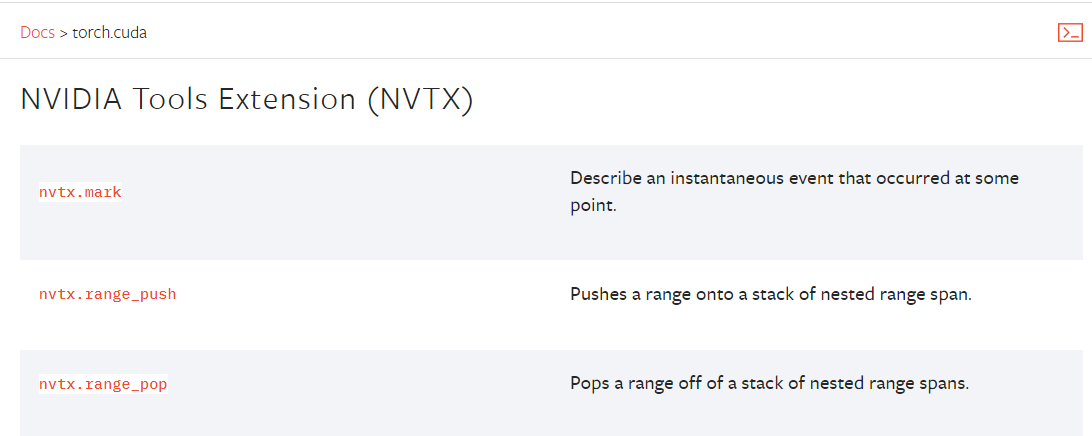 Docs > torch.cuda
NVIDIA Tools Extension (NVTX)
nvtx.mark
Describe an instantaneous event that occurred at some
point.
nvtx.range_push
Pushes a range onto a stack of nested range span.
nvtx.range_pop
Pops a range off of a stack of nested range spans.